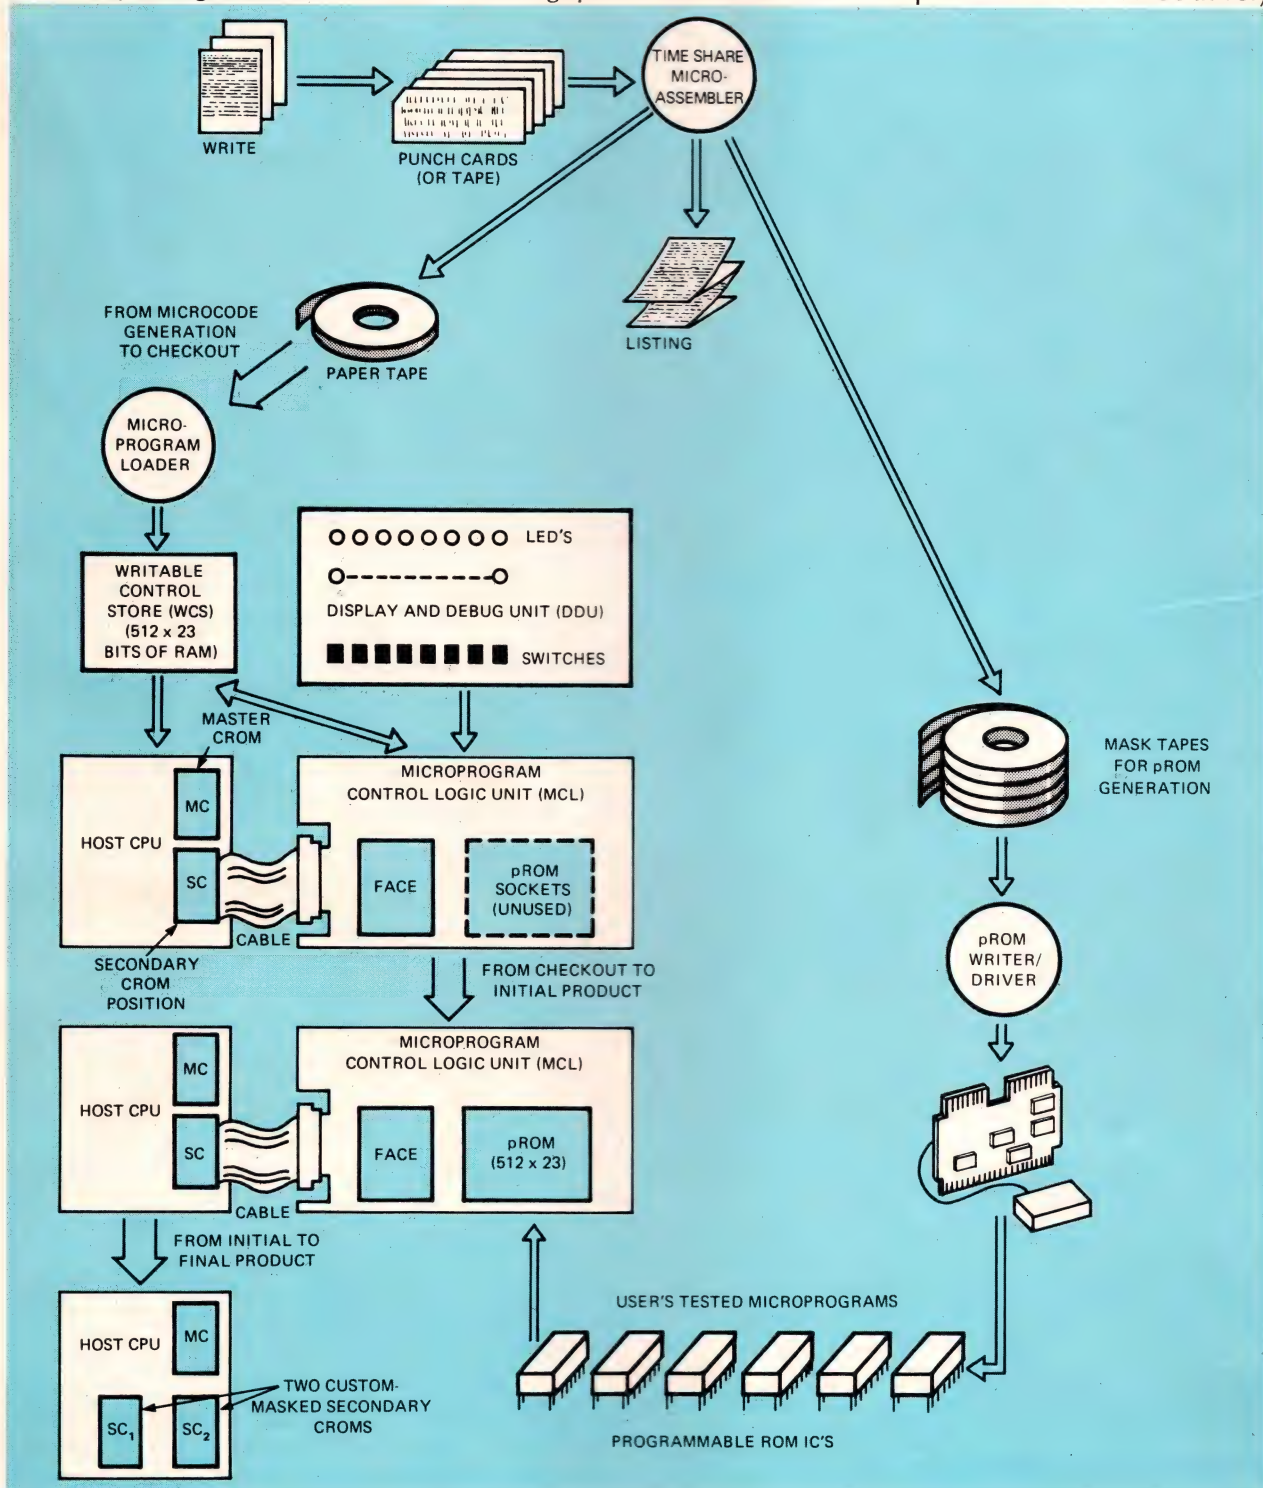 TIME SHARE
MICRO-
ASSEMBLER
WRITE
PUNCH CARDS
(OR TAPE)
LISTING
FROM MICROCODE
GENERATION
TO CHECKOUT
PAPER TAPE
MICRO-
PROGRAM
LOADER
LED'S
DISPLAY AND DEBUG UNIT (DDU)
SWITCHES
WRITABLE
CONTROL
STORE (WCS)
(512 x 23
BITS OF RAM)
MASTER
CROM
MC
HOST CPU
SC
CABLE
SECONDARY
CROM
POSITION
MICROPROGRAM
CONTROL LOGIC UNIT (MCL)
FACE
pROM
SOCKETS
(UNUSED)
MASK TAPES
FOR pROM
GENERATION
pROM
WRITER/
DRIVER
FROM CHECKOUT TO
INITIAL PRODUCT
MC
HOST CPU
SC
CABLE
MICROPROGRAM
CONTROL LOGIC UNIT (MCL)
FACE
pROM
(512 x 23)
FROM INITIAL TO
FINAL PRODUCT
USER'S TESTED MICROPROGRAMS
PROGRAMMABLE ROM IC'S
HOST CPU
MC
SC1
SC2
TWO CUSTOM-
MASKED SECONDARY
CROMS